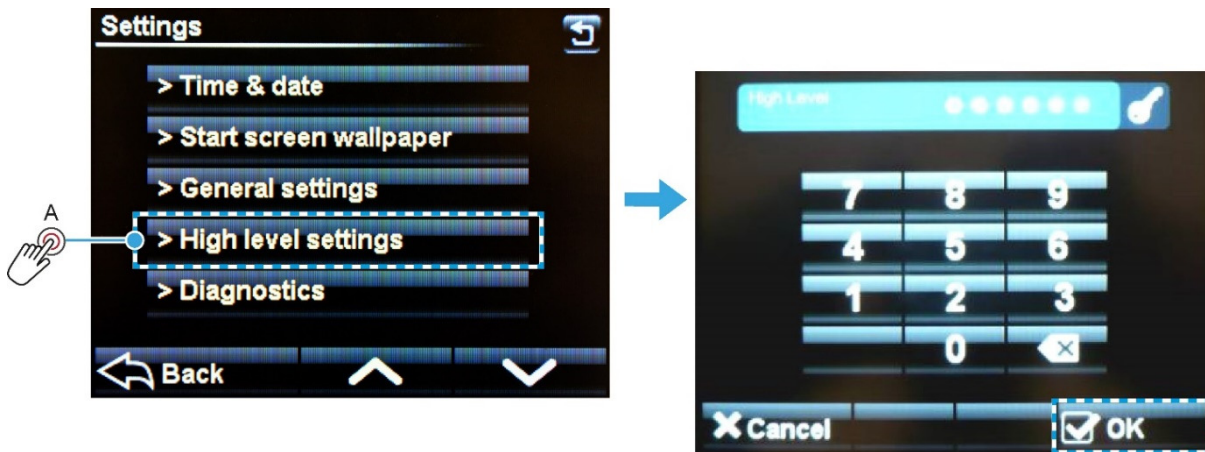 Settings
> Time & date
> Start screen wallpaper
> General settings
A
> High level settings
> Diagnostics
Back
High Level
7 8 9
4 5 6
1 2 3
0
Cancel
OK